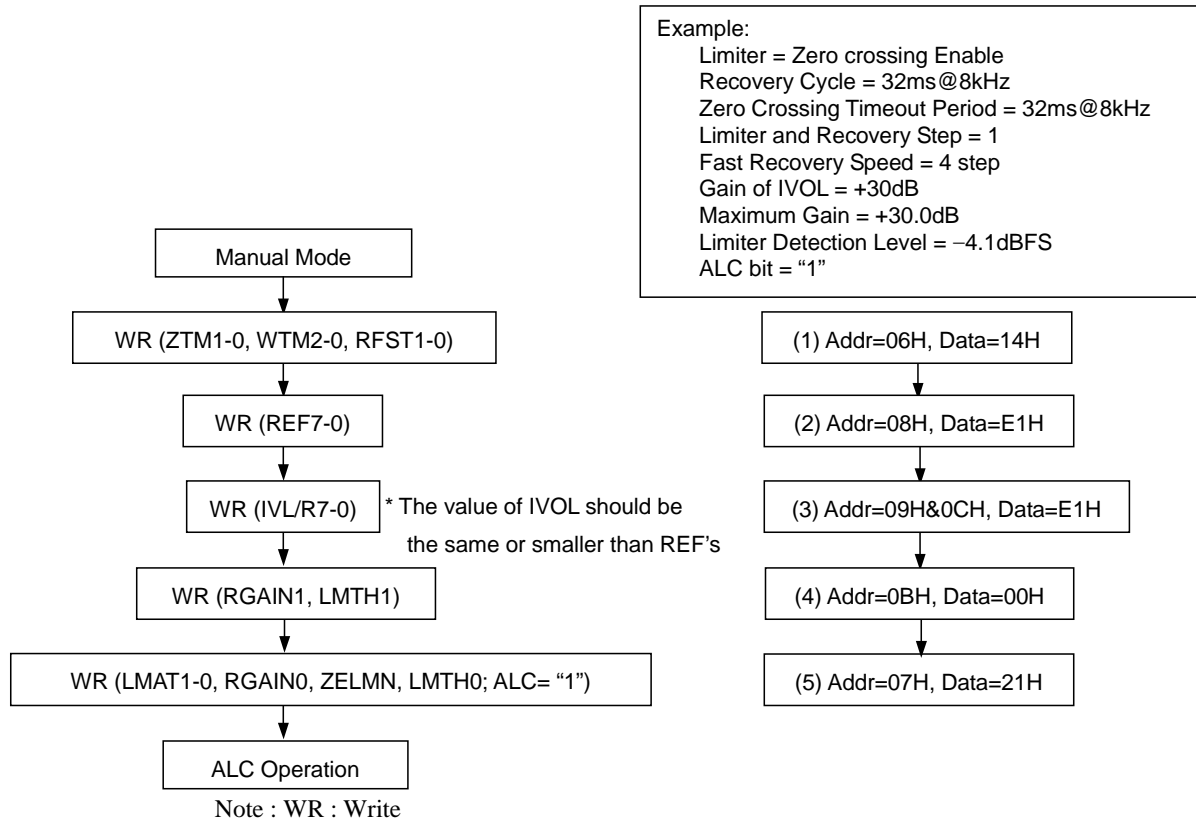 Example:
Limiter = Zero crossing Enable
Recovery Cycle = 32ms@8kHz
Zero Crossing Timeout Period = 32ms@8kHz
Limiter and Recovery Step = 1
Fast Recovery Speed = 4 step
Gain of IVOL = +30dB
Maximum Gain = +30.0dB
Limiter Detection Level = −4.1dBFS
ALC bit = “1”
Manual Mode
WR (ZTM1-0, WTM2-0, RFST1-0)
WR (REF7-0)
WR (IVL/R7-0)
* The value of IVOL should be
the same or smaller than REF’s
WR (RGAIN1, LMTH1)
WR (LMAT1-0, RGAIN0, ZELMN, LMTH0; ALC= “1”)
ALC Operation
Note : WR : Write
(1) Addr=06H, Data=14H
(2) Addr=08H, Data=E1H
(3) Addr=09H&0CH, Data=E1H
(4) Addr=0BH, Data=00H
(5) Addr=07H, Data=21H